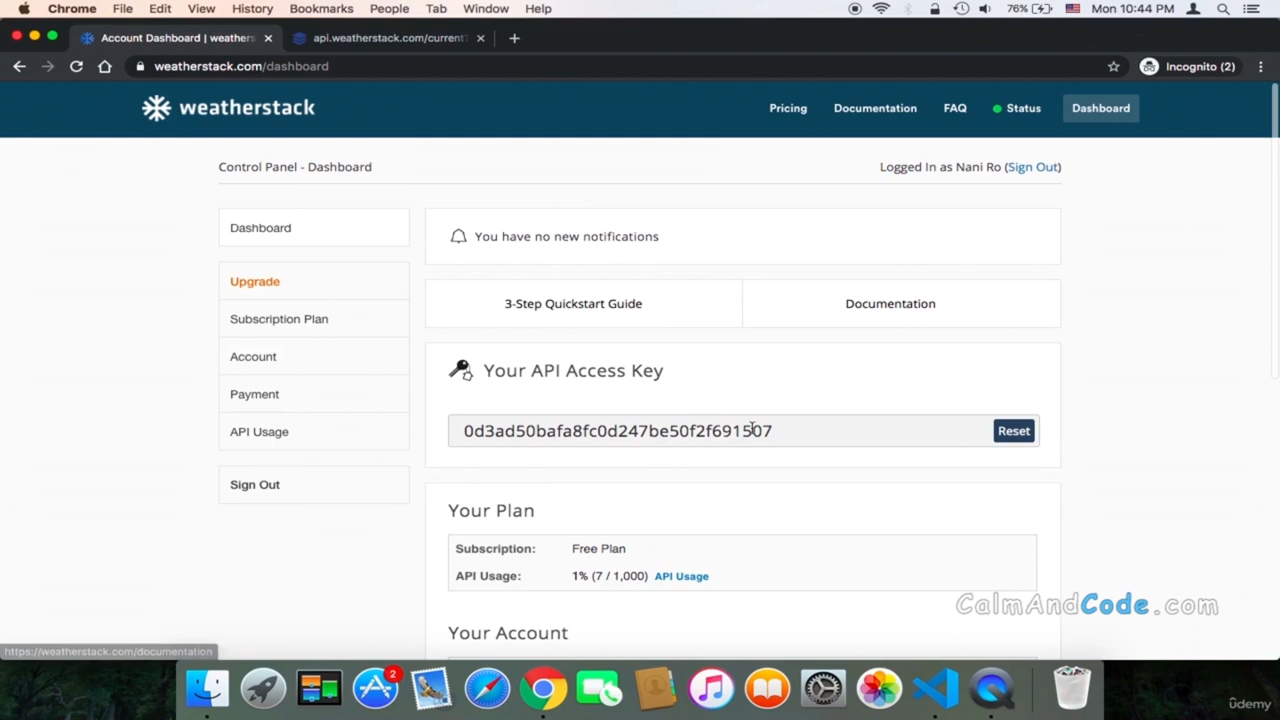 Chrome File Edit View History Bookmarks People Tab Window Help 76% Mon 10:44 PM
Account Dashboard | weathers api.weatherstack.com/current?
weatherstack.com/dashboard Incognito (2)
weatherstack Pricing Documentation FAQ Status Dashboard
Control Panel - Dashboard Logged In as Nani Ro (Sign Out)
Dashboard
You have no new notifications
Upgrade
3-Step Quickstart Guide Documentation
Subscription Plan
Account
Your API Access Key
Payment
API Usage
0d3ad50bafa8fc0d247be50f2f691507 Reset
Sign Out
Your Plan
Subscription: Free Plan
API Usage: 1% (7 / 1,000) API Usage
CalmAndCode.com
Your Account
https://weatherstack.com/documentation
2
ûdemy